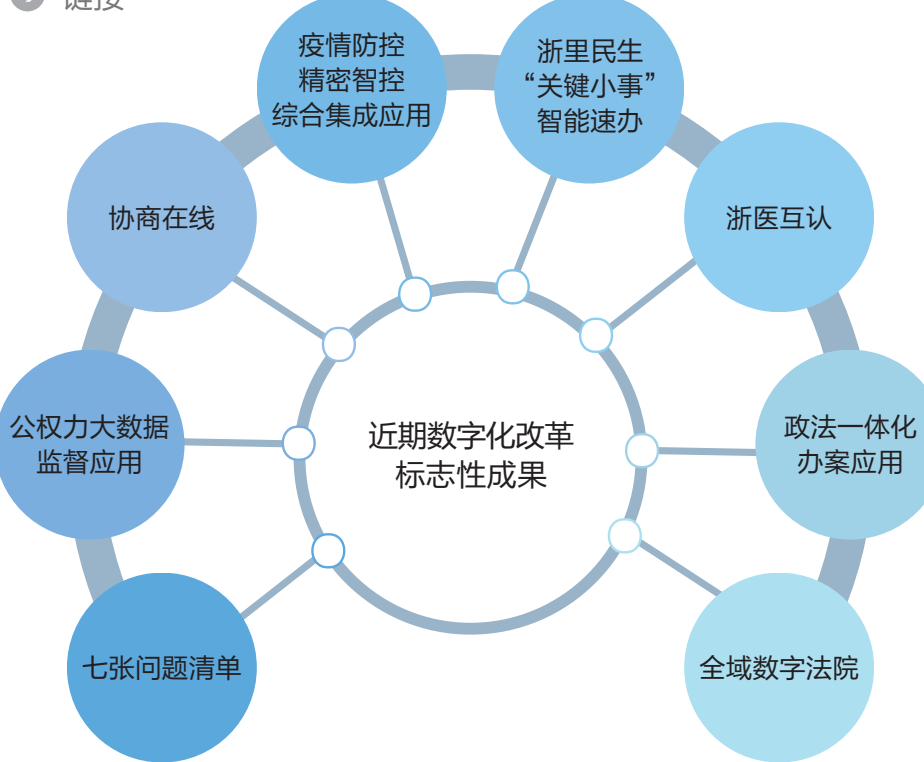 链接
疫情防控
精密智控
综合集成应用
浙里民生
“关键小事”
智能速办
协商在线
浙医互认
公权力大数据
监督应用
近期数字化改革
标志性成果
政法一体化
办案应用
七张问题清单
全域数字法院